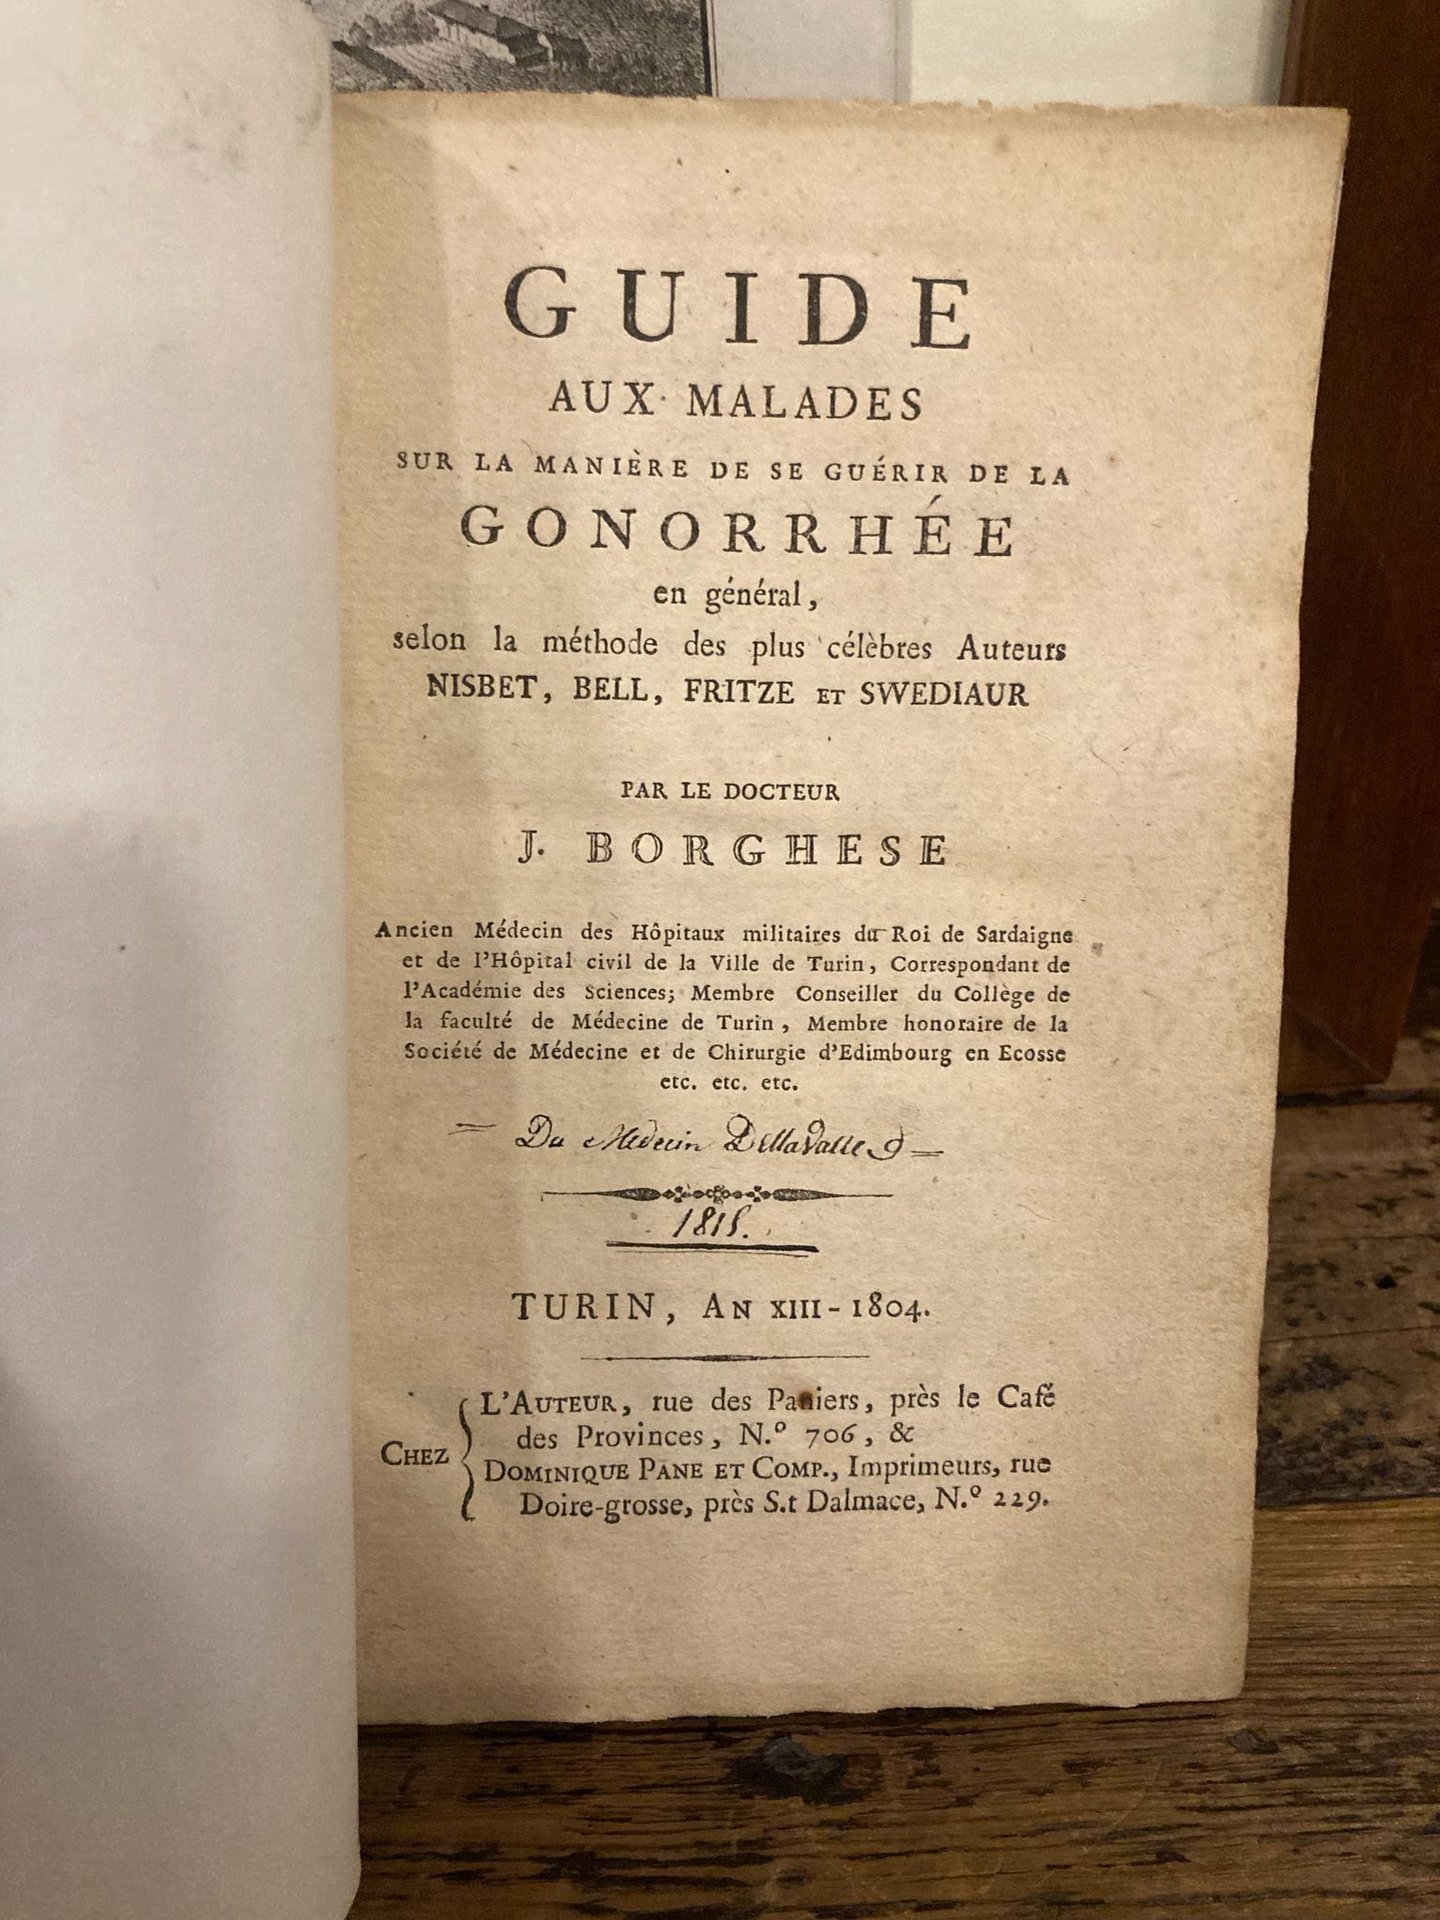 GUIDE
AUX MALADES
SUR LA MANIÈRE DE SE GUÉRIR DE LA
GONORRHÉE
en général,
selon la méthode des plus célèbres Auteurs
NISBET, BELL, FRITZE ET SWEDIAUR
PAR LE DOCTEUR
J. BORGHESE
Ancien Médecin des Hôpitaux militaires du Roi de Sardaigne
et de l'Hôpital civil de la Ville de Turin, Correspondant de
l'Académie des Sciences; Membre Conseiller du Collège de
la faculté de Médecine de Turin, Membre honoraire de la
Société de Médecine et de Chirurgie d'Edimbourg en Ecosse
etc. etc. etc.
= Du Médecin DellaValle =
TURIN, AN XIII - 1804.
CHEZ
L'AUTEUR, rue des Paniers, près le Café
des Provinces, N.º 706, &
DOMINIQUE PANE ET COMP., Imprimeurs, rue
Doire-grosse, près S.t Dalmace, N.º 229.